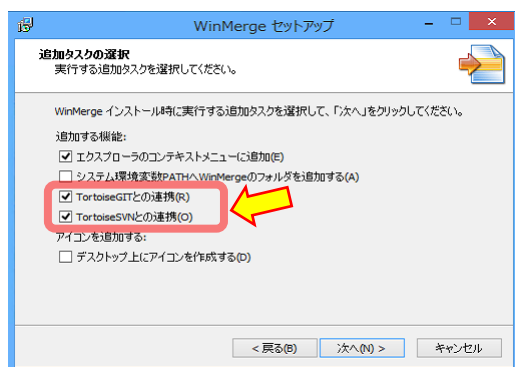 WinMerge セットアップ
追加タスクの選択
実行する追加タスクを選択してください。
WinMerge インストール時に実行する追加タスクを選択して、「次へ」をクリックしてください。
追加する機能:
エクスプローラのコンテキストメニューに追加(E)
システム環境変数PATHへWinMergeのフォルダを追加する(A)
TortoiseGITとの連携(R)
TortoiseSVNとの連携(O)
アイコンを追加する:
デスクトップ上にアイコンを作成する(D)
< 戻る(B)
次へ(N) >
キャンセル